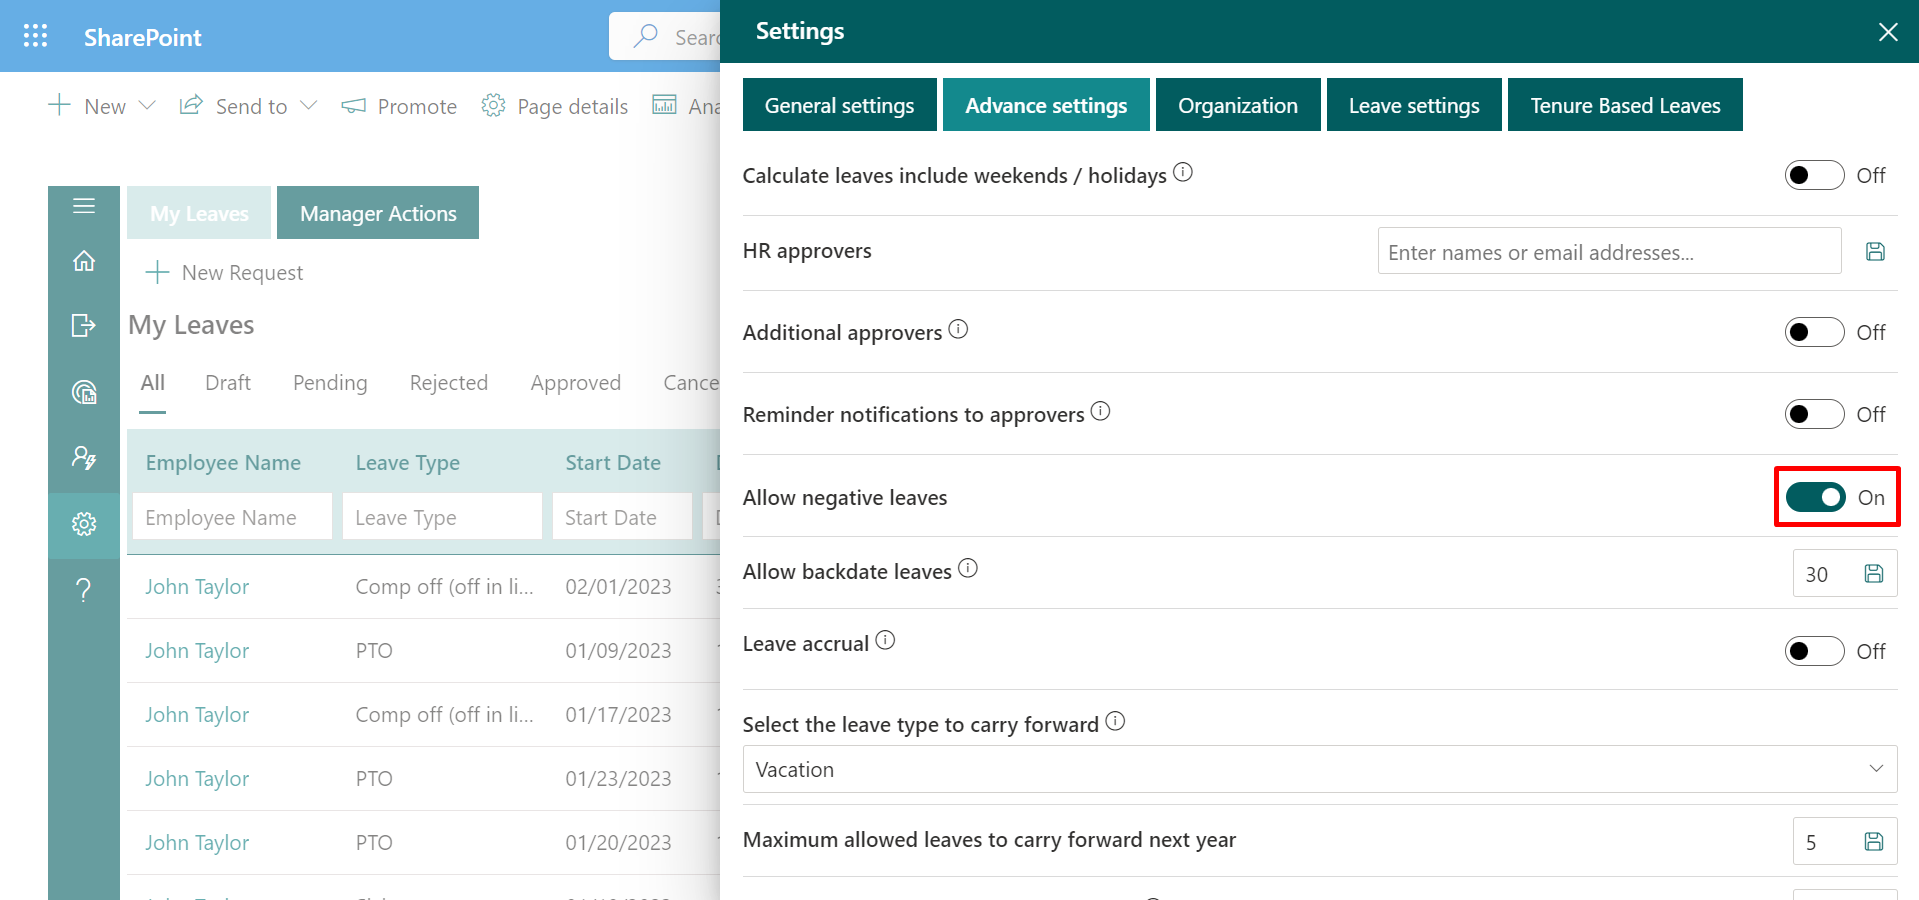 SharePoint
Settings
New
Send to
Promote
Page details
General settings
Advance settings
Organization
Leave settings
Tenure Based Leaves
My Leaves
Manager Actions
New Request
My Leaves
All
Draft
Pending
Rejected
Approved
Employee Name
Leave Type
Start Date
Employee Name
Leave Type
Start Date
John Taylor
Comp off (off in li...
02/01/2023
John Taylor
PTO
01/09/2023
John Taylor
Comp off (off in li...
01/17/2023
John Taylor
PTO
01/23/2023
John Taylor
PTO
01/20/2023
Calculate leaves include weekends / holidays
Off
HR approvers
Enter names or email addresses...
Additional approvers
Off
Reminder notifications to approvers
Off
Allow negative leaves
On
Allow backdate leaves
30
Leave accrual
Off
Select the leave type to carry forward
Vacation
Maximum allowed leaves to carry forward next year
5